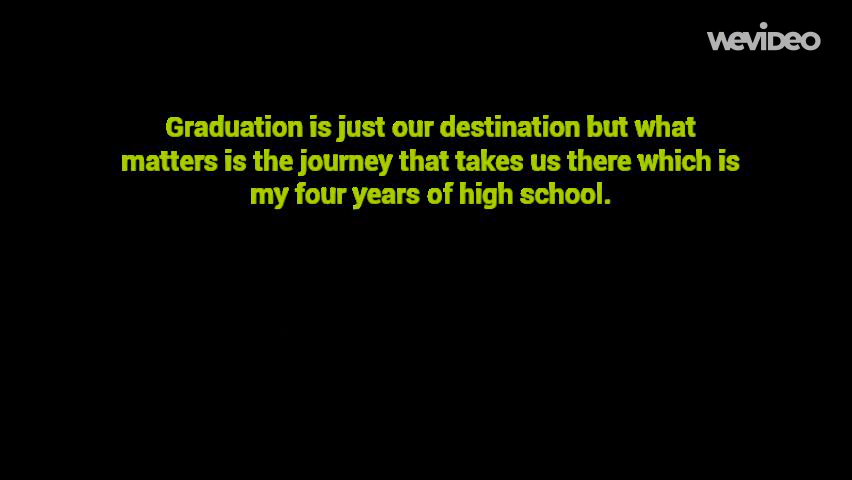 WeVideo
Graduation is just our destination but what
matters is the journey that takes us there which is
my four years of high school.